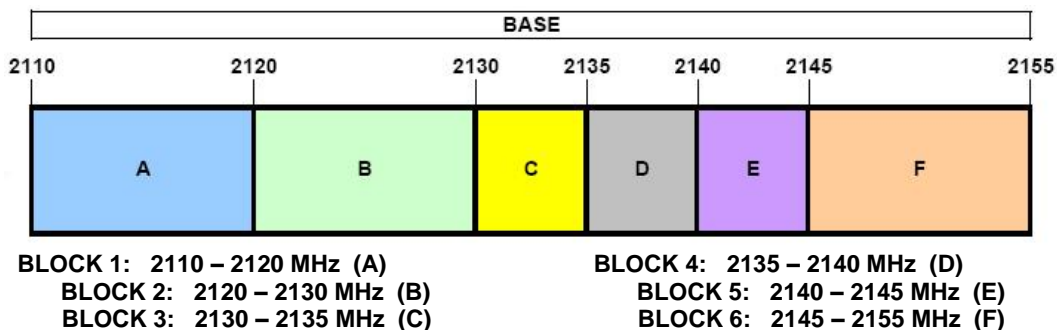 BASE
2110 2120 2130 2135 2140 2145 2155
A B C D E F
BLOCK 1: 2110 – 2120 MHz (A)
BLOCK 2: 2120 – 2130 MHz (B)
BLOCK 3: 2130 – 2135 MHz (C)
BLOCK 4: 2135 – 2140 MHz (D)
BLOCK 5: 2140 – 2145 MHz (E)
BLOCK 6: 2145 – 2155 MHz (F)